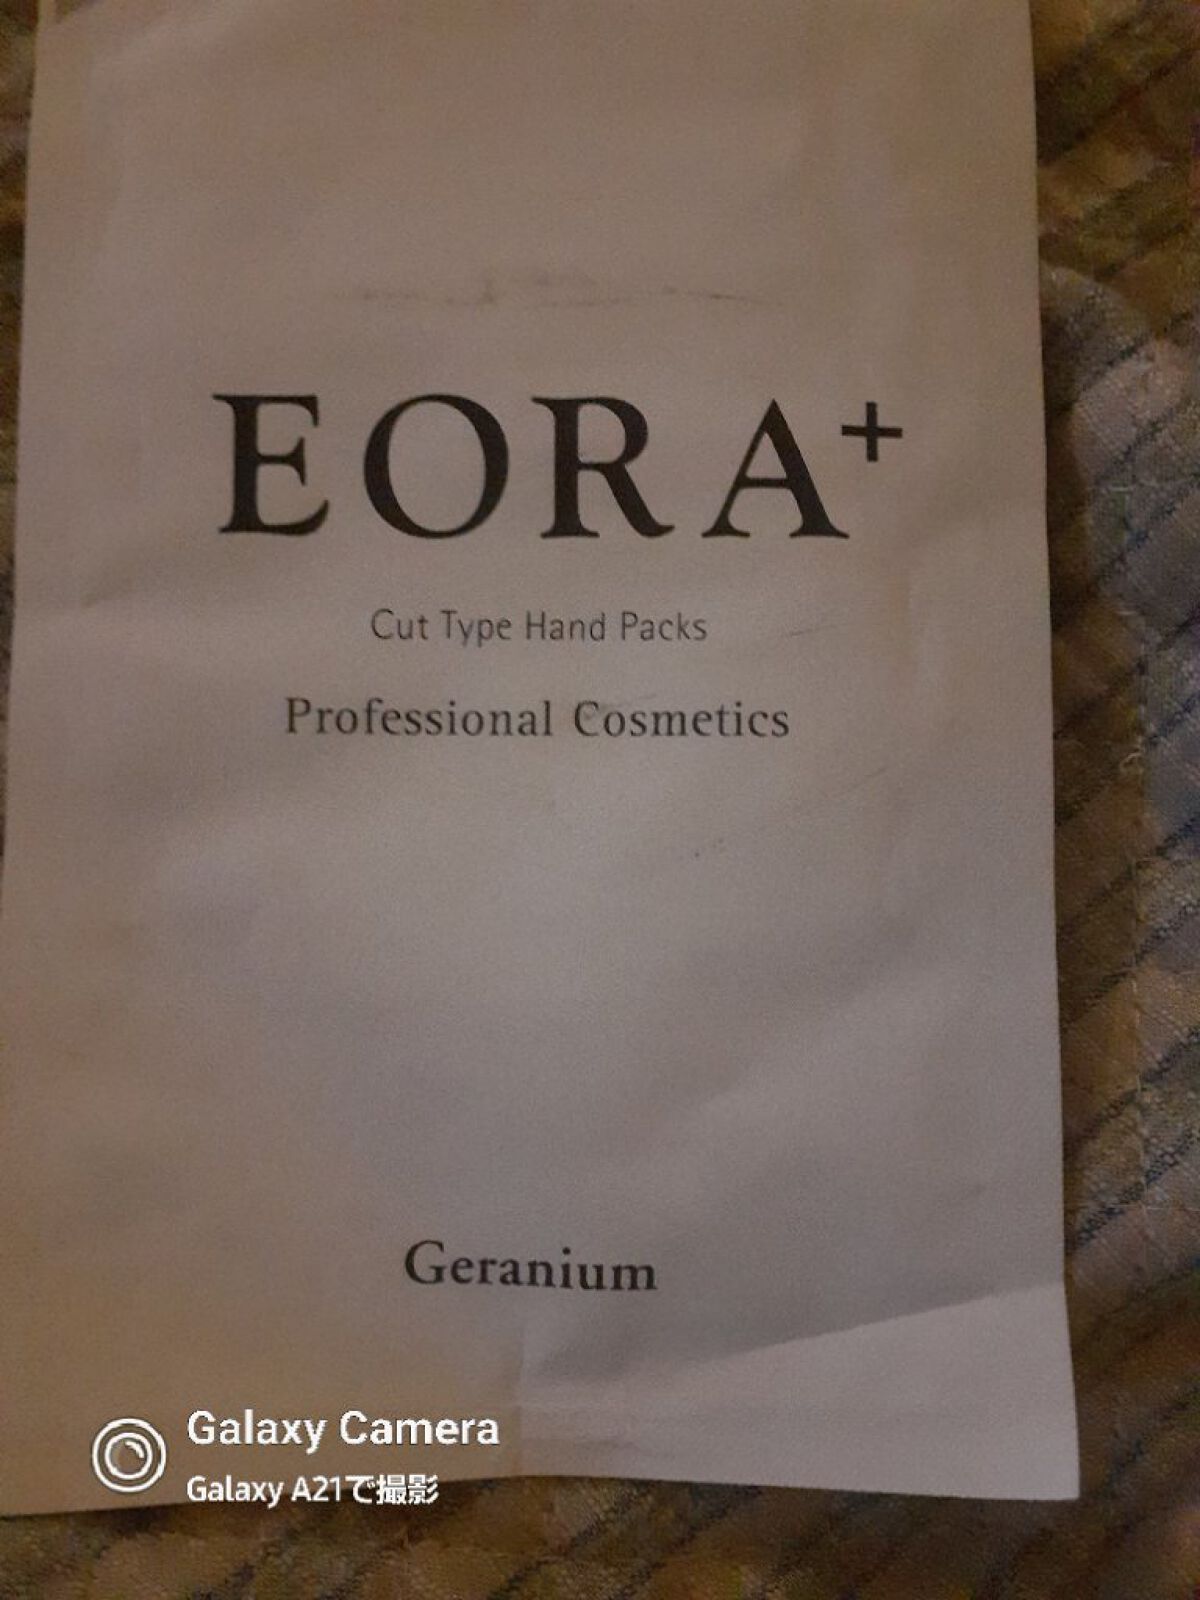 EORA+
Cut Type Hand Packs
Professional Cosmetics
Geranium
Galaxy Camera
Galaxy A21で撮影